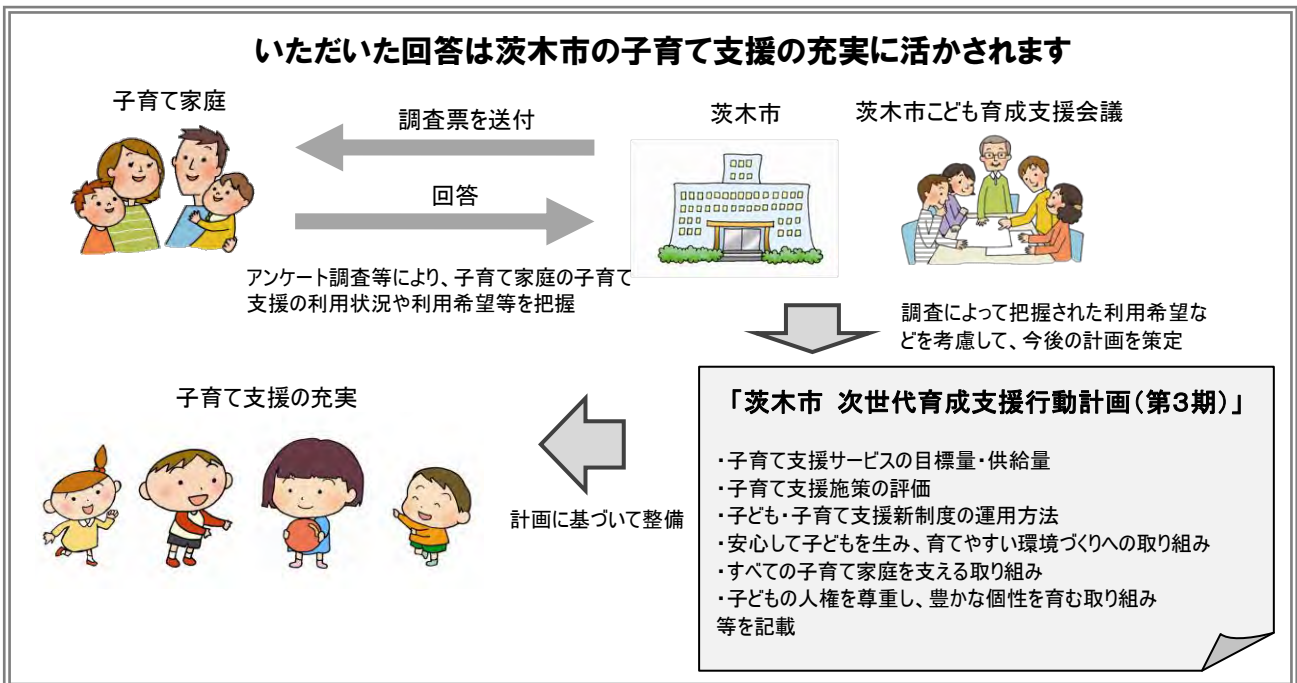 いただいた回答は茨木市の子育て支援の充実に活かされます
子育て家庭
調査票を送付
茨木市
茨木市こども育成支援会議
回答
アンケート調査等により、子育て家庭の子育て
支援の利用状況や利用希望等を把握
調査によって把握された利用希望な
どを考慮して、今後の計画を策定
「茨木市 次世代育成支援行動計画(第3期)」
・子育て支援サービスの目標量・供給量
・子育て支援施策の評価
・子ども・子育て支援新制度の運用方法
・安心して子どもを生み、育てやすい環境づくりへの取り組み
・すべての子育て家庭を支える取り組み
・子どもの人権を尊重し、豊かな個性を育む取り組み
等を記載
計画に基づいて整備
子育て支援の充実